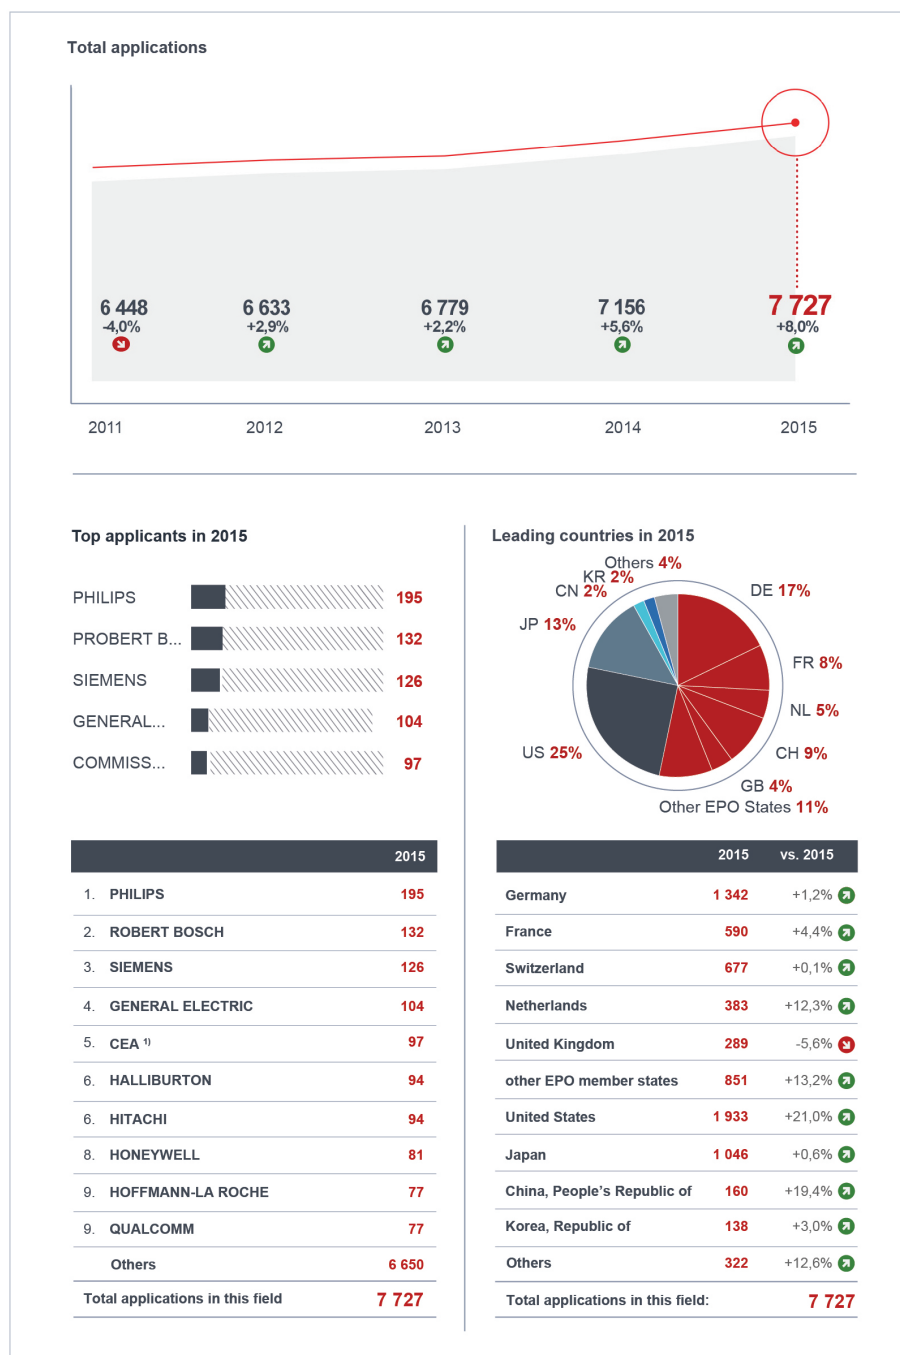 Total applications
6 448 6 633 6 779 7 156 7 727
-4,0% +2,9% +2,2% +5,6% +8,0%
2011 2012 2013 2014 2015
Top applicants in 2015
PHILIPS 195
PROBERT B... 132
SIEMENS 126
GENERAL... 104
COMMISS... 97
Leading countries in 2015
Others 4%
KR 2%
CN 2%
DE 17%
JP 13%
FR 8%
NL 5%
US 25%
CH 9%
GB 4%
Other EPO States 11%
2015
1. PHILIPS 195
2. ROBERT BOSCH 132
3. SIEMENS 126
4. GENERAL ELECTRIC 104
5. CEA 1) 97
6. HALLIBURTON 94
6. HITACHI 94
8. HONEYWELL 81
9. HOFFMANN-LA ROCHE 77
9. QUALCOMM 77
Others 6 650
Total applications in this field 7 727
2015 vs. 2015
Germany 1 342 +1,2%
France 590 +4,4%
Switzerland 677 +0,1%
Netherlands 383 +12,3%
United Kingdom 289 -5,6%
other EPO member states 851 +13,2%
United States 1 933 +21,0%
Japan 1 046 +0,6%
China, People's Republic of 160 +19,4%
Korea, Republic of 138 +3,0%
Others 322 +12,6%
Total applications in this field: 7 727